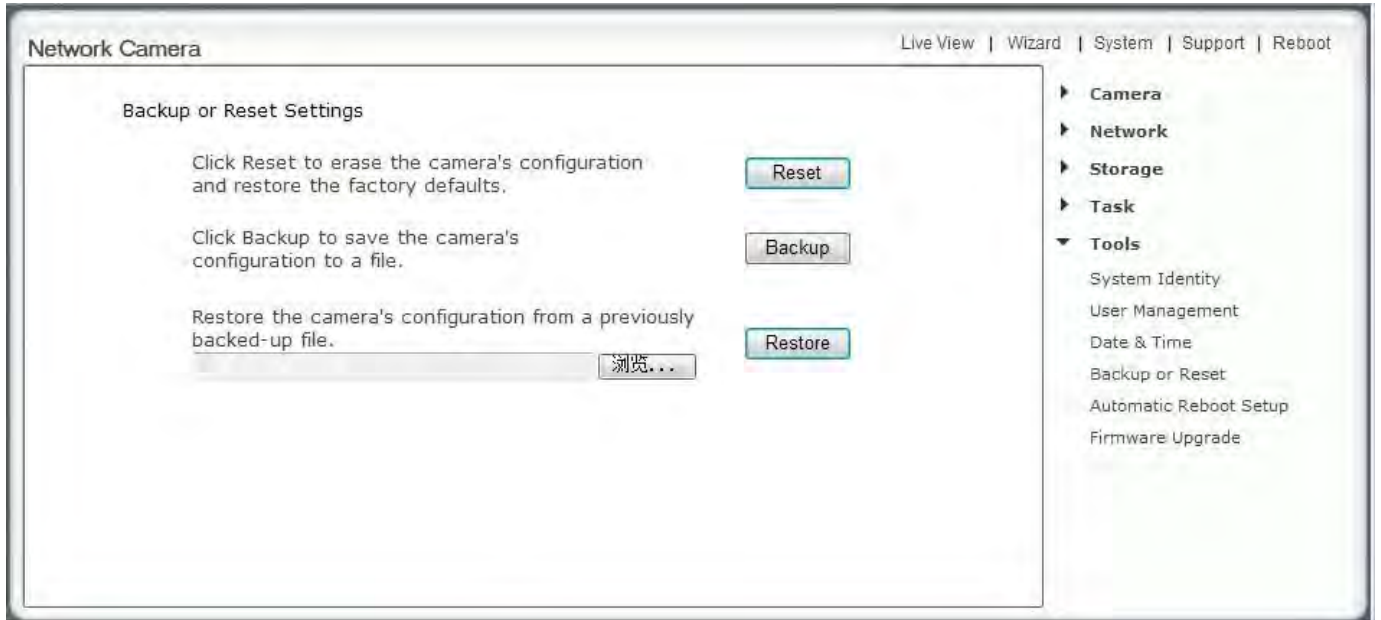 Network Camera
Live View | Wizard | System | Support | Reboot
Backup or Reset Settings
Click Reset to erase the camera's configuration
and restore the factory defaults.
Reset
Click Backup to save the camera's
configuration to a file.
Backup
Restore the camera's configuration from a previously
backed-up file.
浏览...
Restore
Camera
Network
Storage
Task
Tools
System Identity
User Management
Date & Time
Backup or Reset
Automatic Reboot Setup
Firmware Upgrade